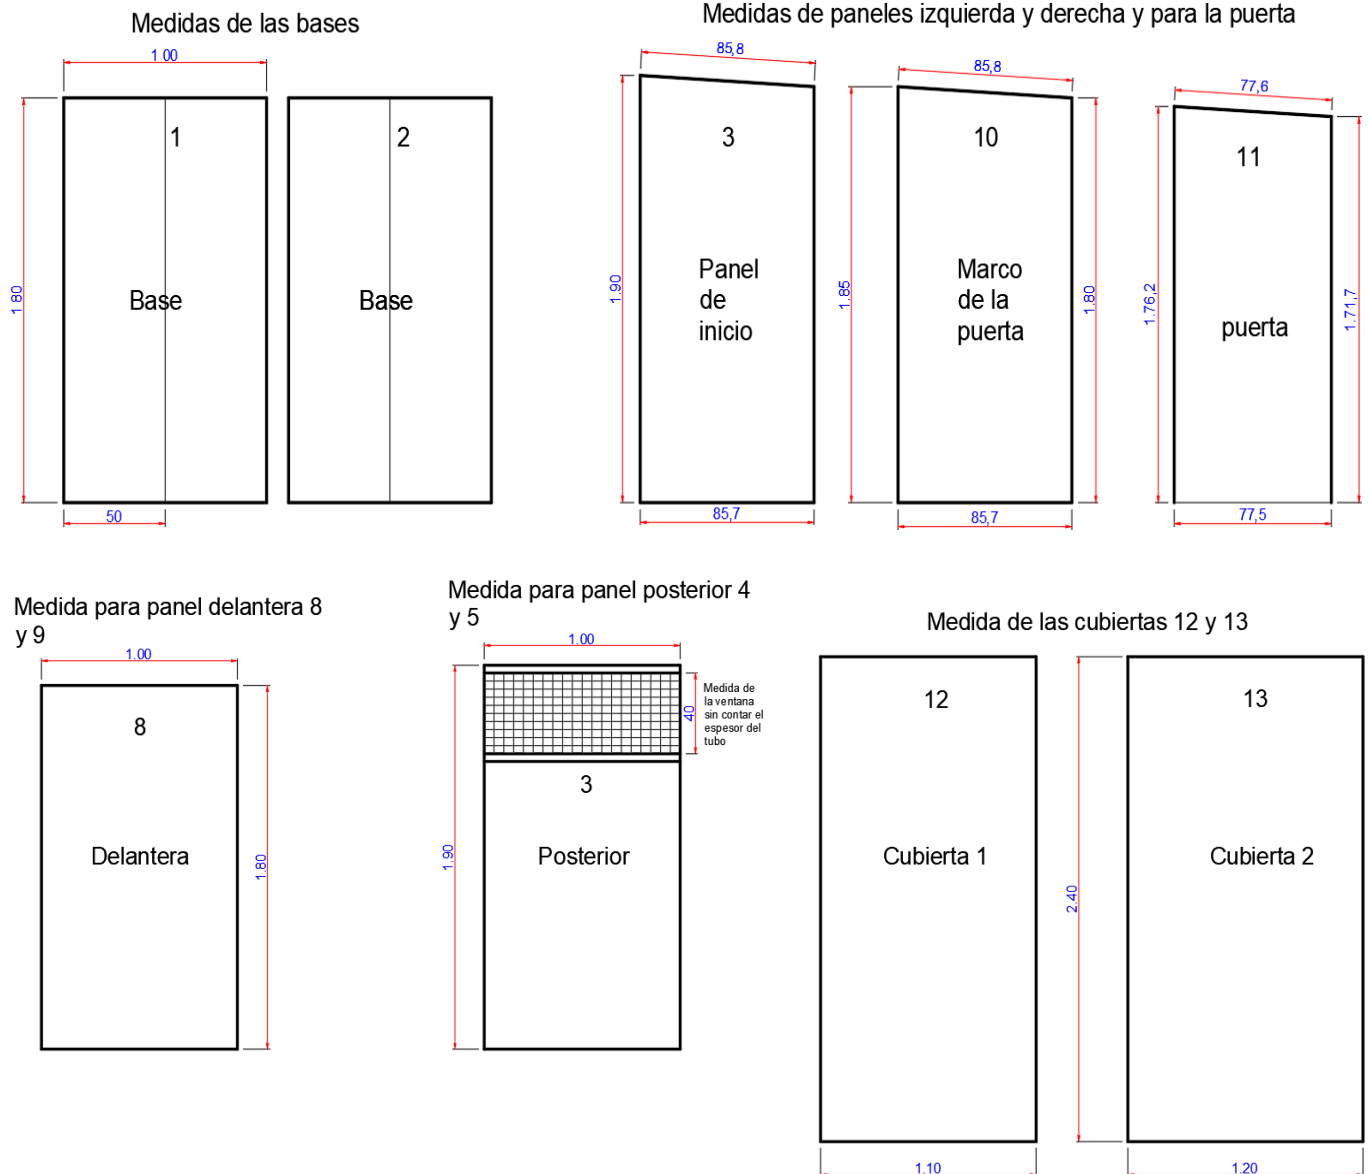 Medidas de las bases
1 00
1.80
1
Base
50
2
Base
Medidas de paneles izquierda y derecha y para la puerta
85,8
1.90
3
Panel
de
inicio
85,7
85,8
1.85
10
Marco
de la
puerta
1.80
85,7
77,6
1.76,2
11
puerta
1.71,7
77,5
Medida para panel delantera 8
y 9
1.00
8
Delantera
1.80
Medida para panel posterior 4
y 5
1.00
40
Medida de
la ventana
sin contar el
espesor del
tubo
3
1.90
Posterior
Medida de las cubiertas 12 y 13
12
Cubierta 1
1.10
2.40
13
Cubierta 2
1.20